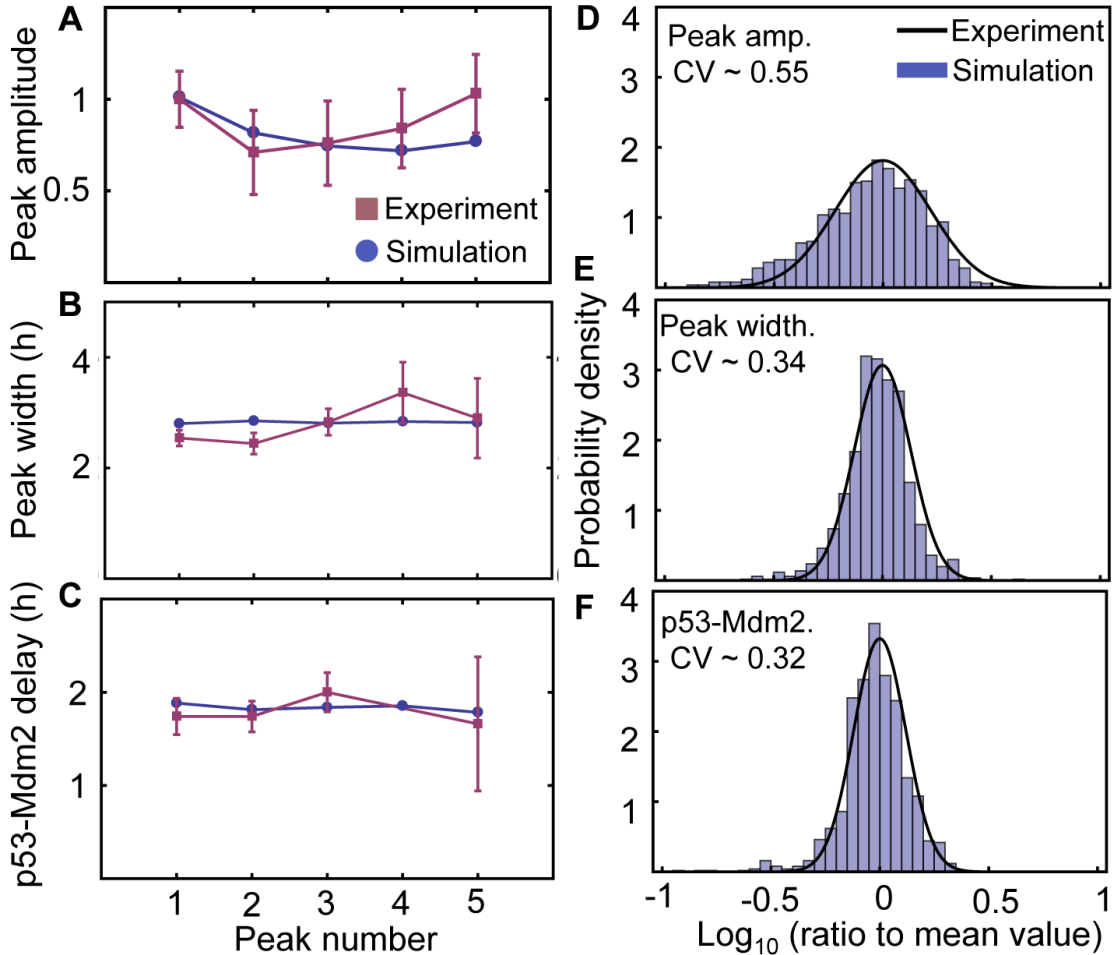 A
Peak amplitude
1
0.5
Experiment
Simulation
B
Peak width (h)
4
2
C
p53-Mdm2 delay (h)
2
1
1 2 3 4 5
Peak number
D
Peak amp.
CV ~ 0.55
Experiment
Simulation
4
3
2
1
E
Peak width.
CV ~ 0.34
Probability density
4
3
2
1
F
p53-Mdm2.
CV ~ 0.32
4
3
2
1
-1 -0.5 0 0.5 1
Log10 (ratio to mean value)